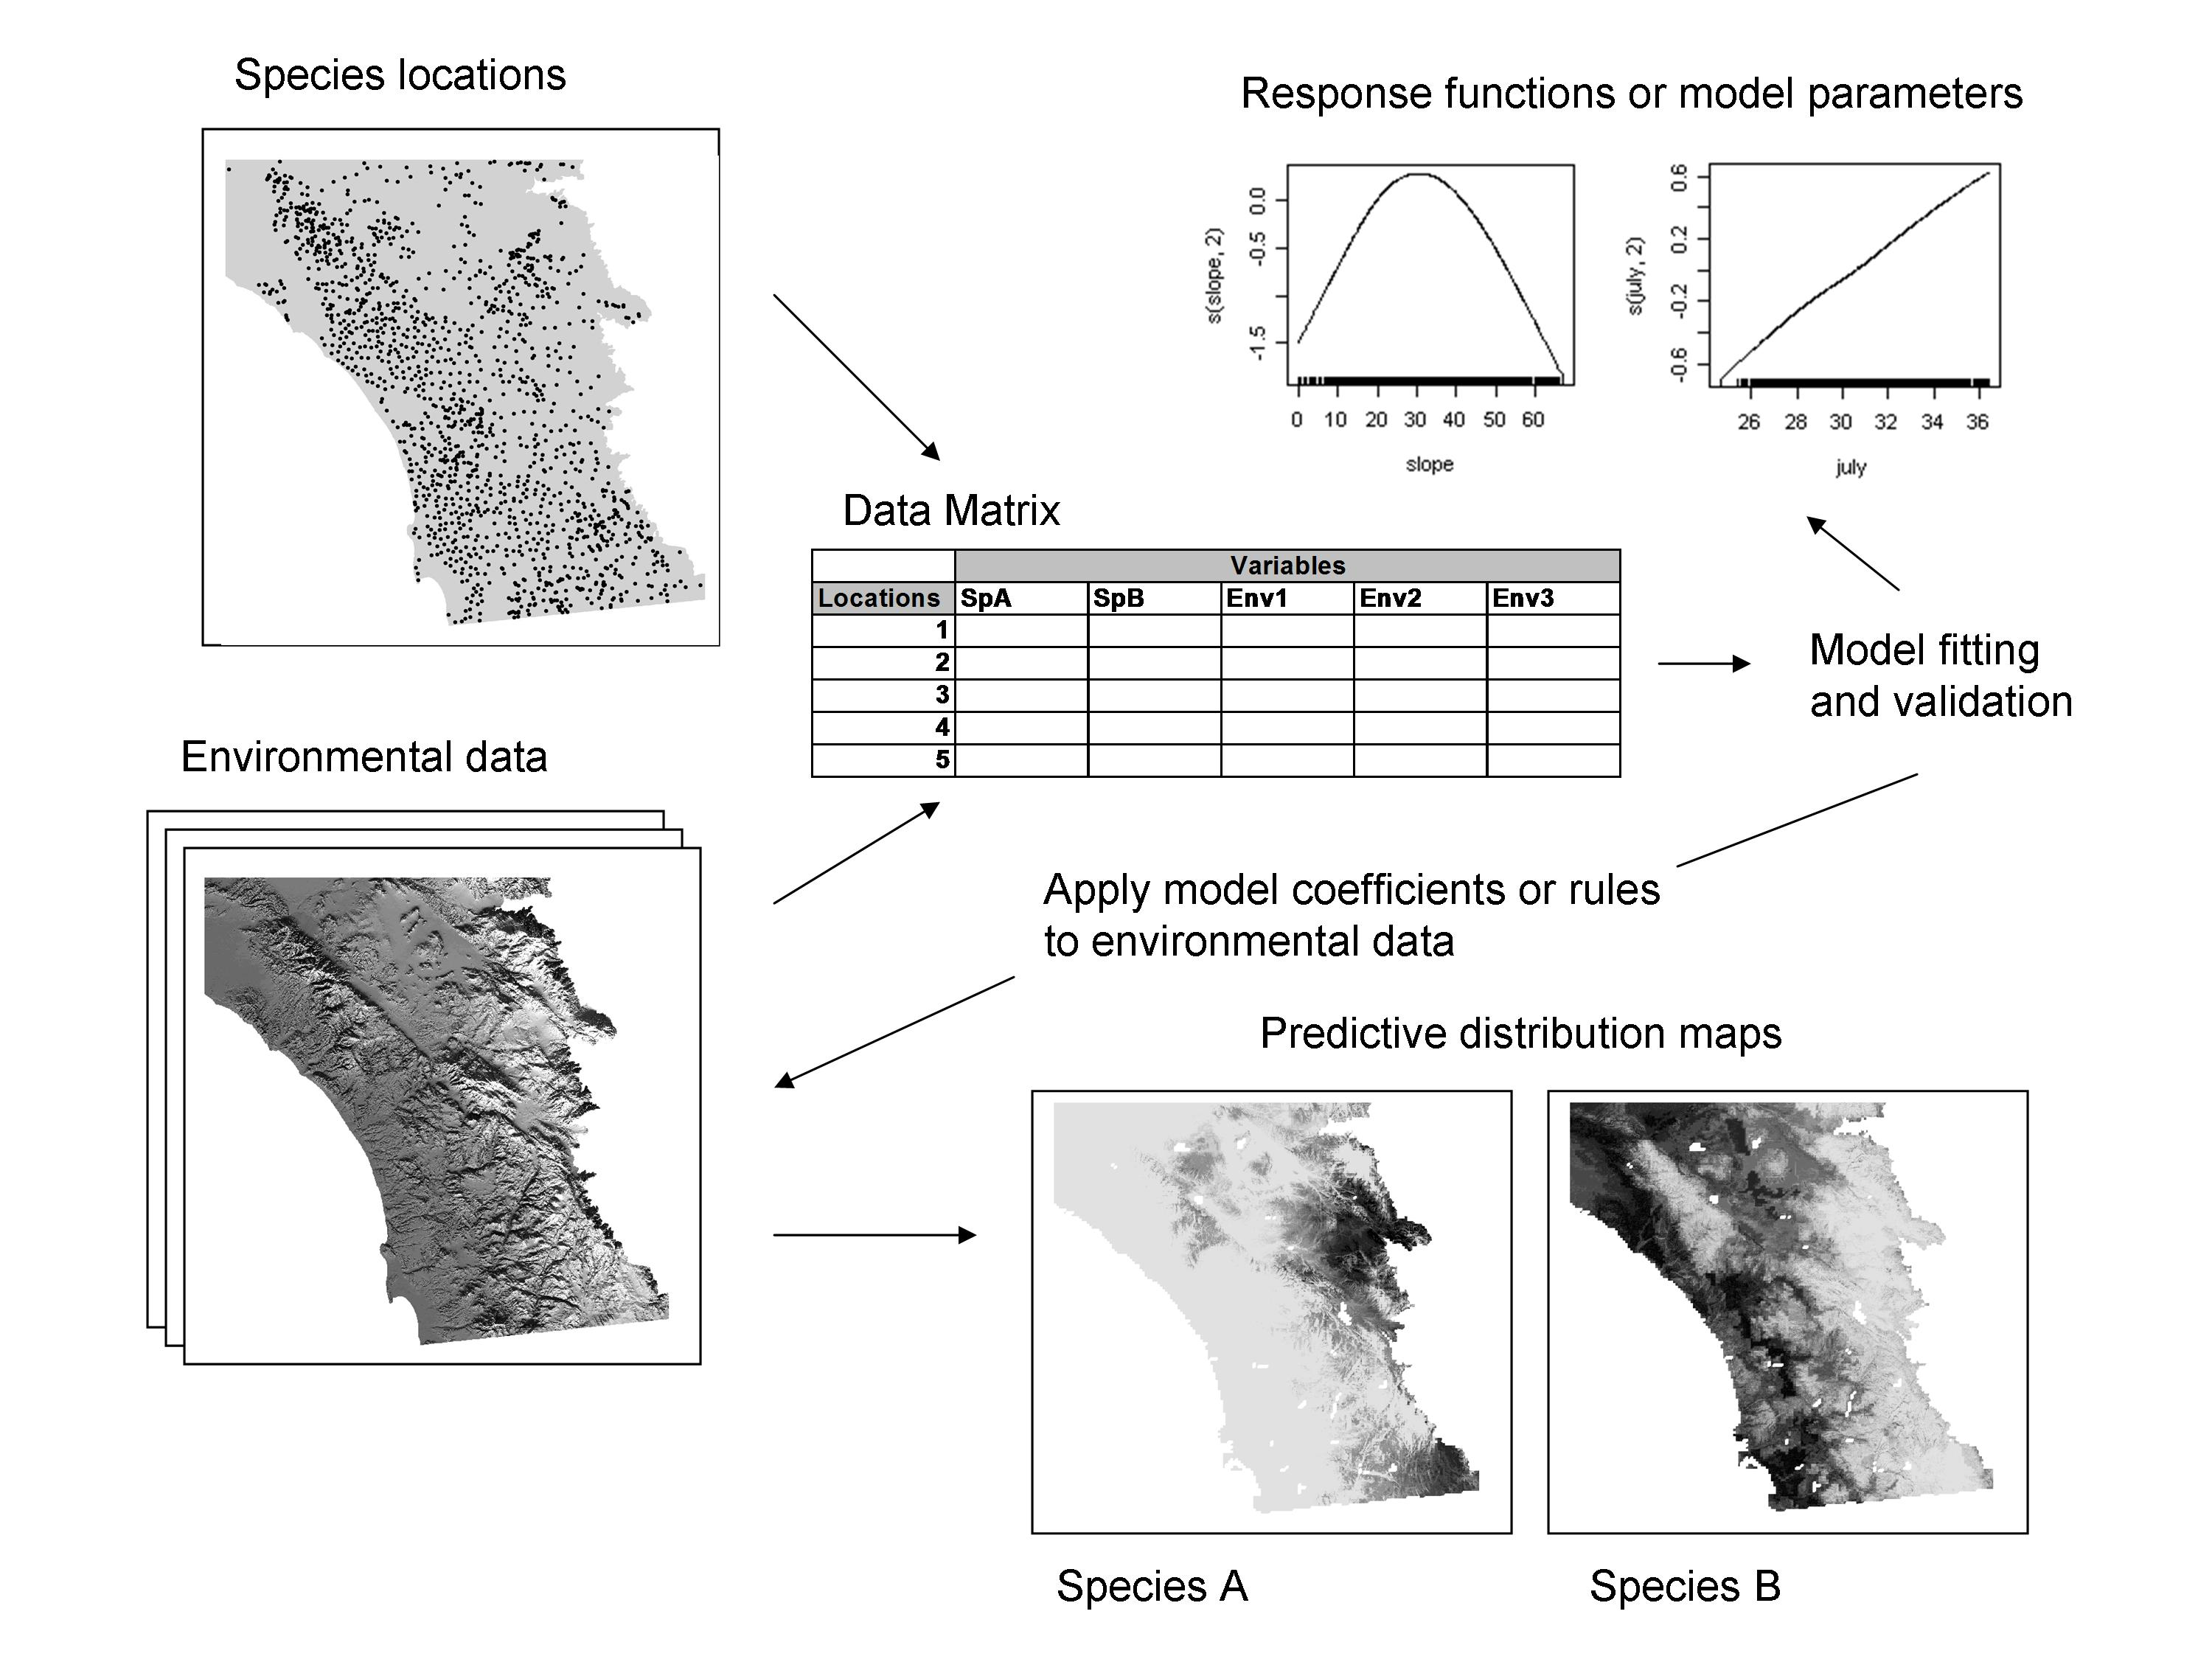 Species locations
Response functions or model parameters
s(slope, 2)
0.0
-0.5
-1.5
0 10 20 30 40 50 60
slope
s(july, 2)
0.6
0.2
-0.2
-0.6
26 28 30 32 34 36
july
Data Matrix
Variables
Locations SpA SpB Env1 Env2 Env3
1
2
3
4
5
Model fitting
and validation
Environmental data
Apply model coefficients or rules
to environmental data
Predictive distribution maps
Species A
Species B